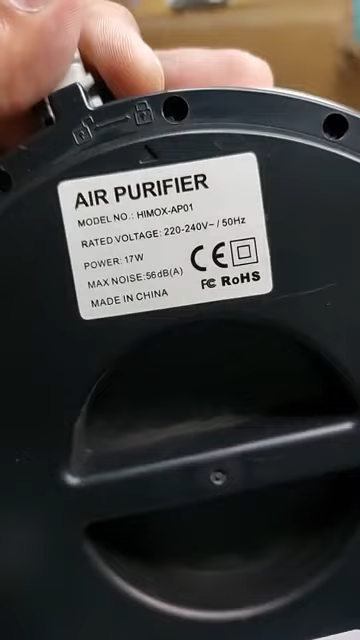 AIR PURIFIER
MODEL NO.: HIMOX-AP01
RATED VOLTAGE: 220-240V~ / 50Hz
POWER: 17W
MAX NOISE:56dB(A)
MADE IN CHINA
CE
FC RoHS